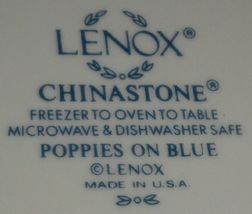 LENOX®
CHINASTONE®
FREEZER TO OVEN TO TABLE
MICROWAVE & DISHWASHER SAFE
POPPIES ON BLUE
©LENOX
MADE IN U.S.A.